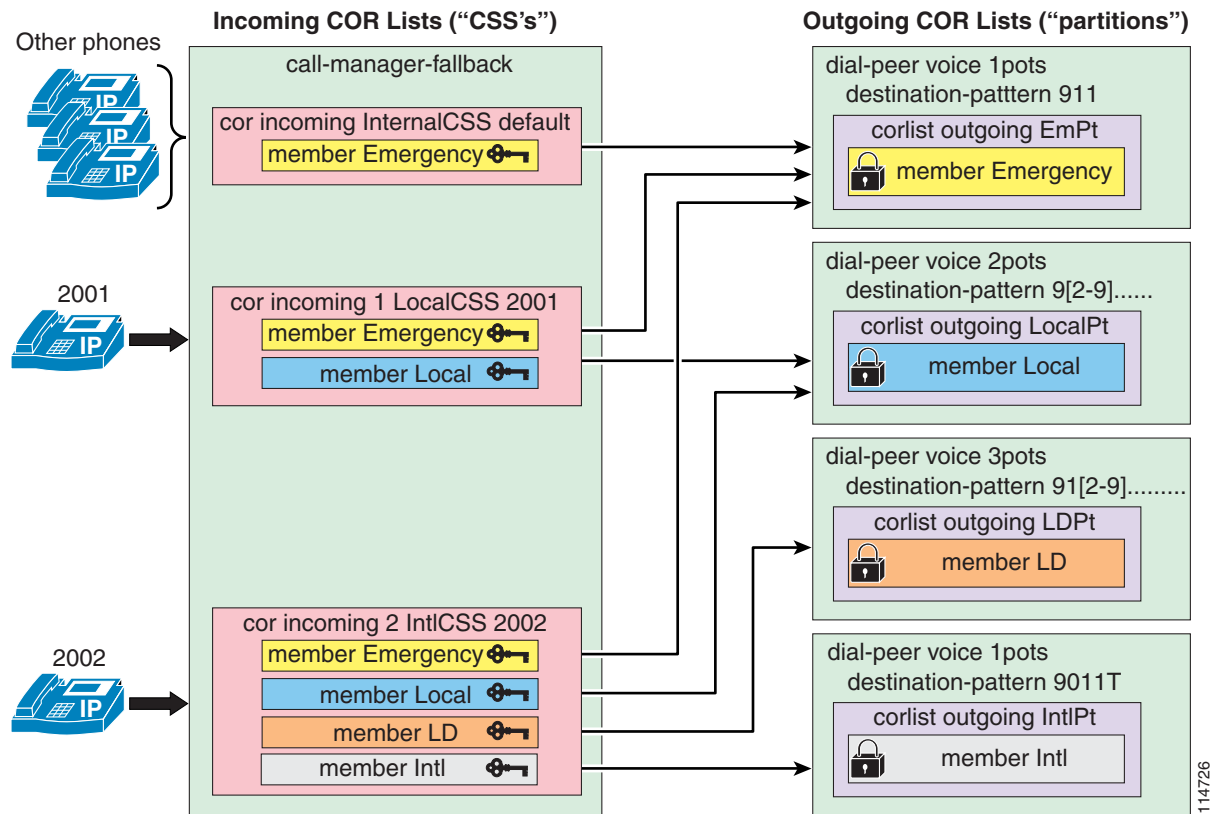 Incoming COR Lists (“CSS’s”)
Outgoing COR Lists (“partitions”)
Other phones
IP
IP
IP
call-manager-fallback
cor incoming InternalCSS default
member Emergency
2001
IP
cor incoming 1 LocalCSS 2001
member Emergency
member Local
2002
IP
cor incoming 2 IntlCSS 2002
member Emergency
member Local
member LD
member Intl
dial-peer voice 1pots
destination-patttern 911
corlist outgoing EmPt
member Emergency
dial-peer voice 2pots
destination-pattern 9[2-9]......
corlist outgoing LocalPt
member Local
dial-peer voice 3pots
destination-pattern 91[2-9].........
corlist outgoing LDPt
member LD
dial-peer voice 1pots
destination-pattern 9011T
corlist outgoing IntlPt
member Intl
114726